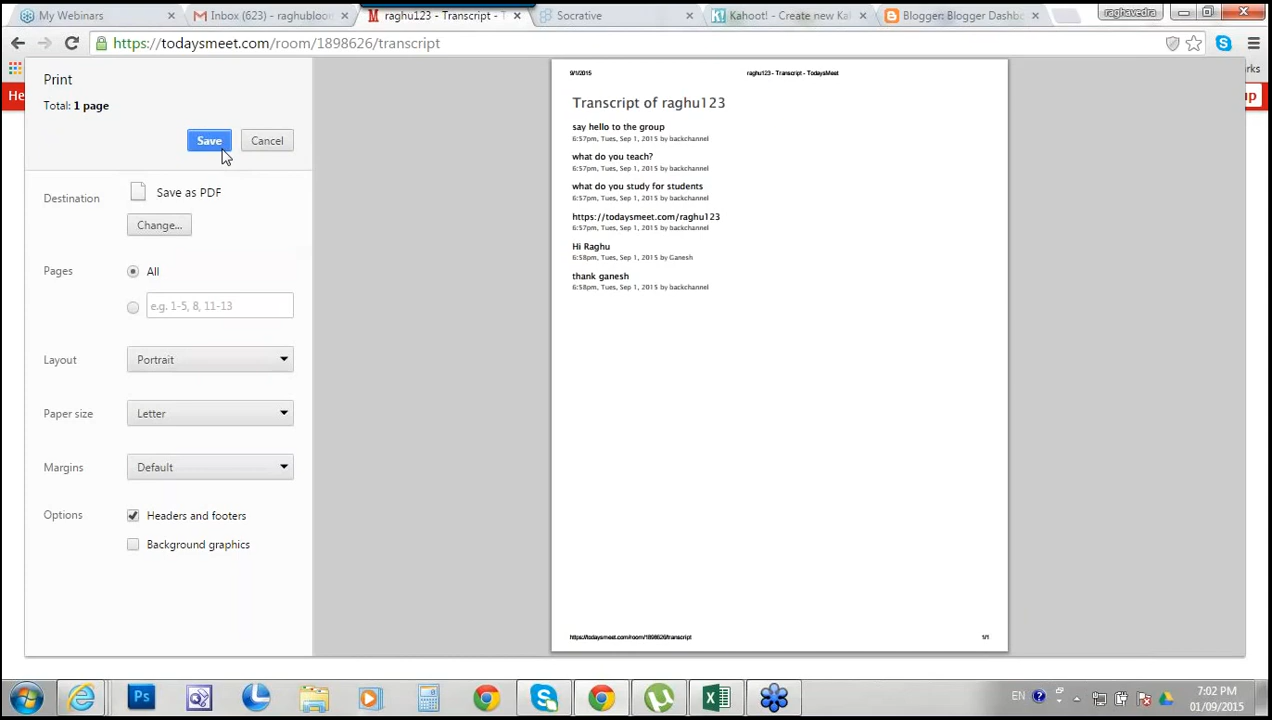 My Webinars
Inbox (623) - raghubloom
raghu123 - Transcript - T
Socrative
Kahoot! - Create new Ka
Blogger: Blogger Dashbo
raghavedra
https://todaysmeet.com/room/1898626/transcript
He
rks
up
Print
Total: 1 page
Save
Cancel
Destination
Save as PDF
Change...
Pages
All
e.g. 1-5, 8, 11-13
Layout
Portrait
Paper size
Letter
Margins
Default
Options
Headers and footers
Background graphics
9/1/2015
raghu123 - Transcript - TodaysMeet
Transcript of raghu123
say hello to the group
6:57pm, Tues, Sep 1, 2015 by backchannel
what do you teach?
6:57pm, Tues, Sep 1, 2015 by backchannel
what do you study for students
6:57pm, Tues, Sep 1, 2015 by backchannel
https://todaysmeet.com/raghu123
6:57pm, Tues, Sep 1, 2015 by backchannel
Hi Raghu
6:58pm, Tues, Sep 1, 2015 by Ganesh
thank ganesh
6:58pm, Tues, Sep 1, 2015 by backchannel
https://todaysmeet.com/room/1898626/transcript
1/1
Ps
EN
7:02 PM
01/09/2015